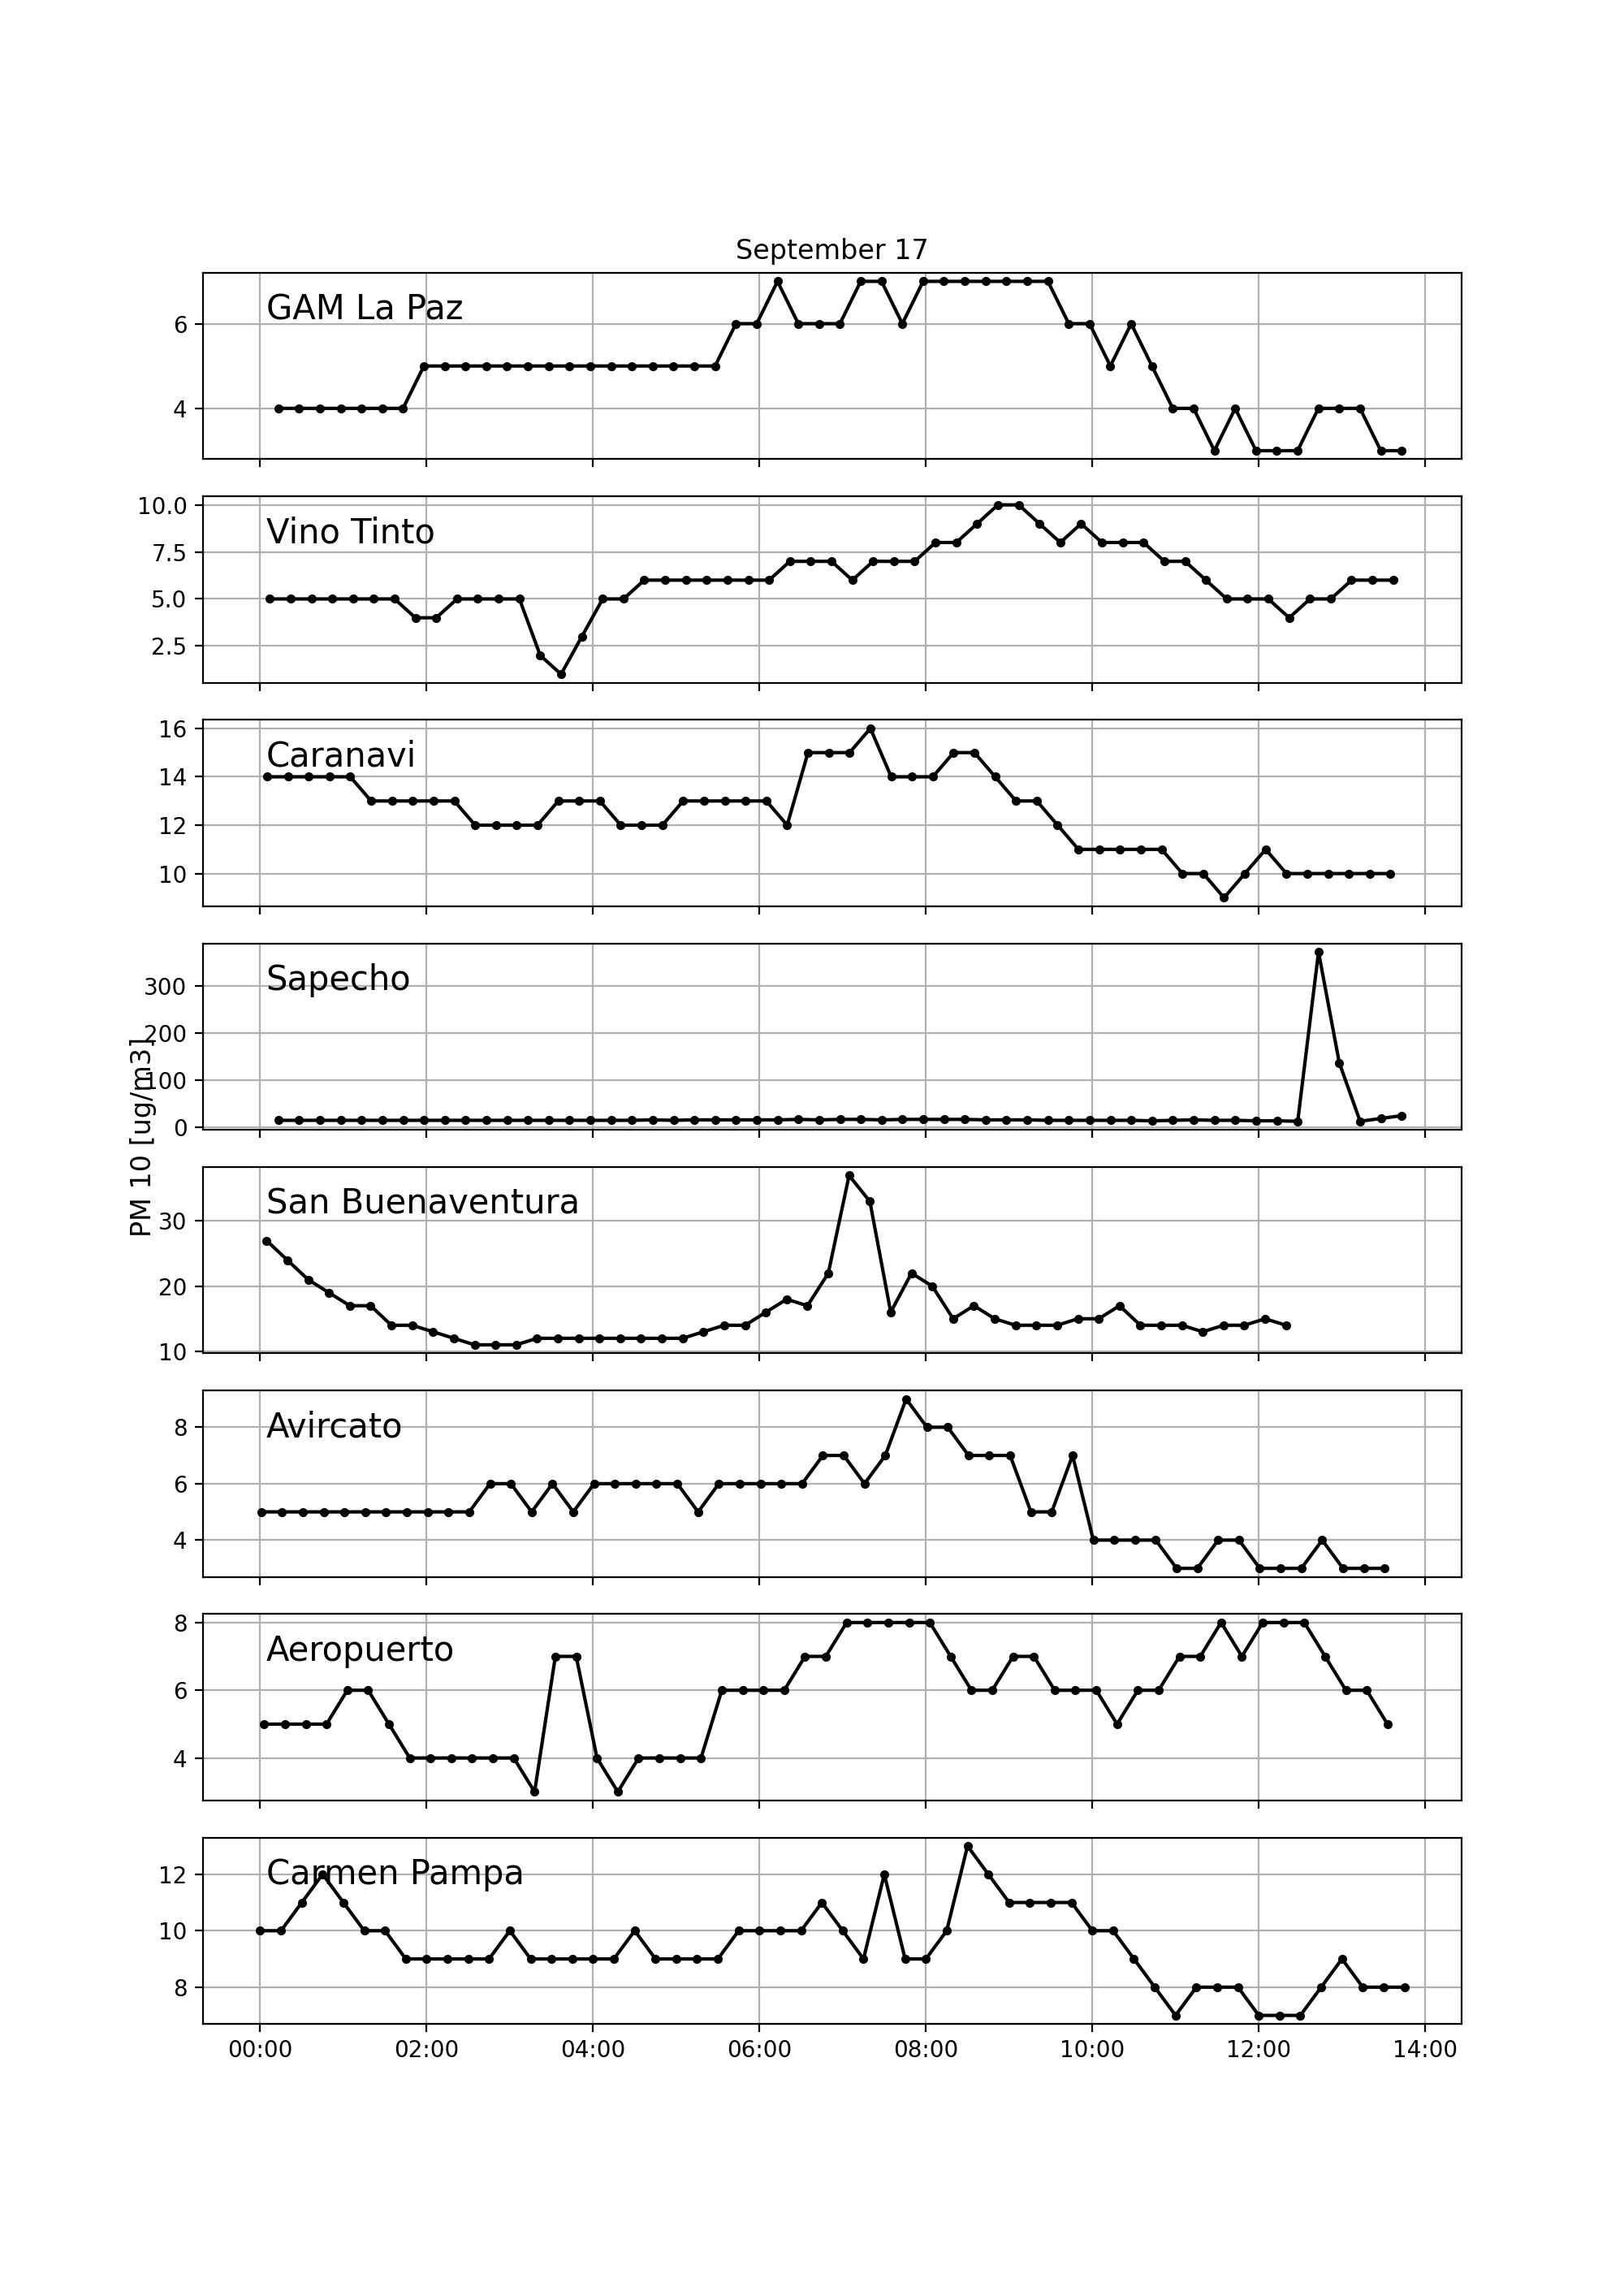 September 17
GAM La Paz
6
4
Vino Tinto
10.0
7.5
5.0
2.5
Caranavi
16
14
12
10
Sapecho
300
200
100
0
PM 10 [ug/m3]
San Buenaventura
30
20
10
Avircato
8
6
4
Aeropuerto
8
6
4
Carmen Pampa
12
10
8
00:00 02:00 04:00 06:00 08:00 10:00 12:00 14:00